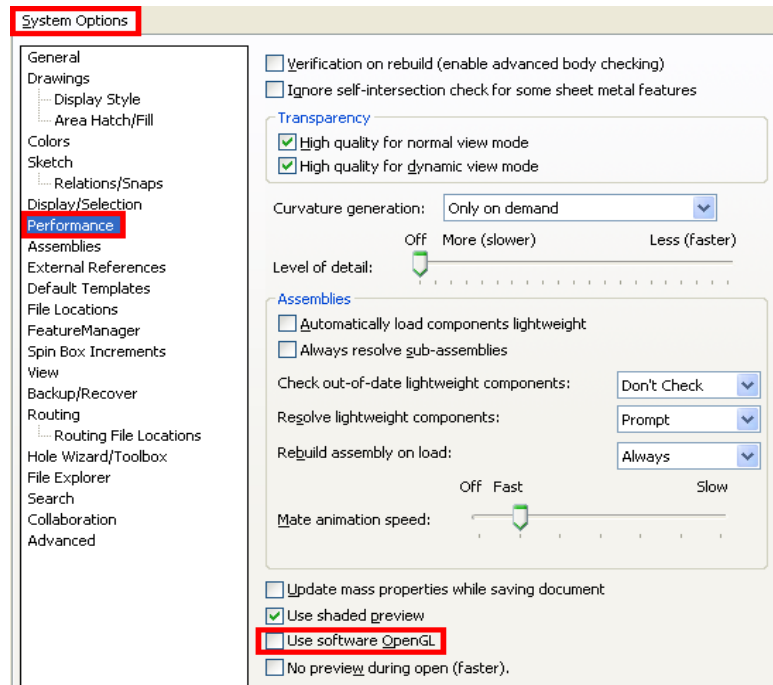 System Options
General
Drawings
Display Style
Area Hatch/Fill
Colors
Sketch
Relations/Snaps
Display/Selection
Performance
Assemblies
External References
Default Templates
File Locations
FeatureManager
Spin Box Increments
View
Backup/Recover
Routing
Routing File Locations
Hole Wizard/Toolbox
File Explorer
Search
Collaboration
Advanced
Verification on rebuild (enable advanced body checking)
Ignore self-intersection check for some sheet metal features
Transparency
High quality for normal view mode
High quality for dynamic view mode
Curvature generation: Only on demand
Off More (slower) Less (faster)
Level of detail:
Assemblies
Automatically load components lightweight
Always resolve sub-assemblies
Check out-of-date lightweight components: Don't Check
Resolve lightweight components: Prompt
Rebuild assembly on load: Always
Off Fast Slow
Mate animation speed:
Update mass properties while saving document
Use shaded preview
Use software OpenGL
No preview during open (faster).